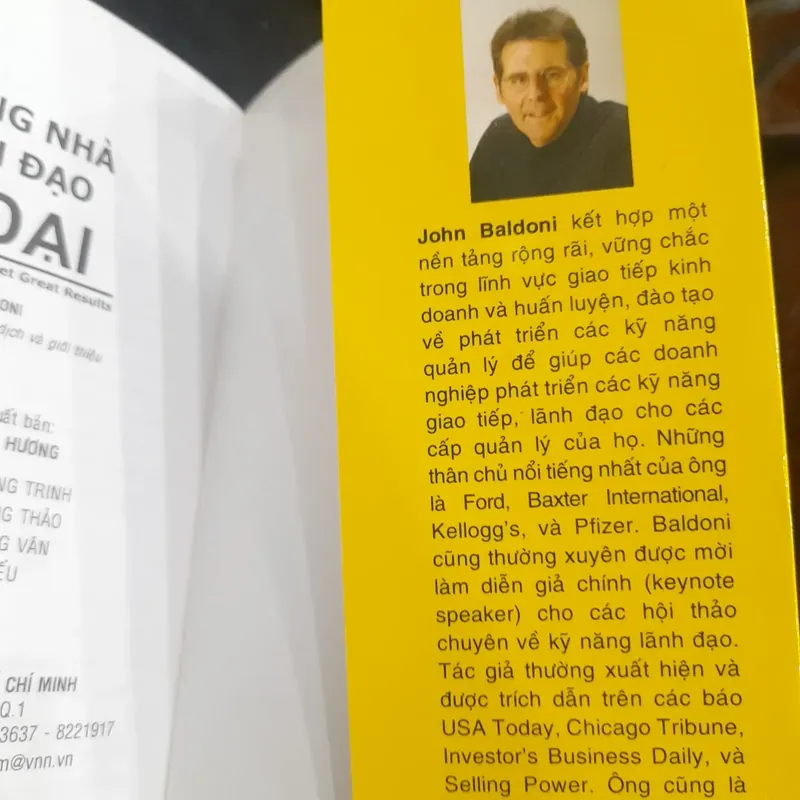 NHÀ
ĐẠO
ĐẠI
Great Results
ONI
dịch và giới thiệu
bản:
HƯƠNG
TRINH
THẢO
VÂN
CHÍ MINH
Q.1
3637 - 8221917
m@vnn.vn
John Baldoni kết hợp một
nền tảng rộng rãi, vững chắc
trong lĩnh vực giao tiếp kinh
doanh và huấn luyện, đào tạo
về phát triển các kỹ năng
quản lý để giúp các doanh
nghiệp phát triển các kỹ năng
giao tiếp, lãnh đạo cho các
cấp quản lý của họ. Những
thân chủ nổi tiếng nhất của ông
là Ford, Baxter International,
Kellogg's, và Pfizer. Baldoni
cũng thường xuyên được mời
làm diễn giả chính (keynote
speaker) cho các hội thảo
chuyên về kỹ năng lãnh đạo.
Tác giả thường xuất hiện và
được trích dẫn trên các báo
USA Today, Chicago Tribune,
Investor's Business Daily, và
Selling Power. Ông cũng là